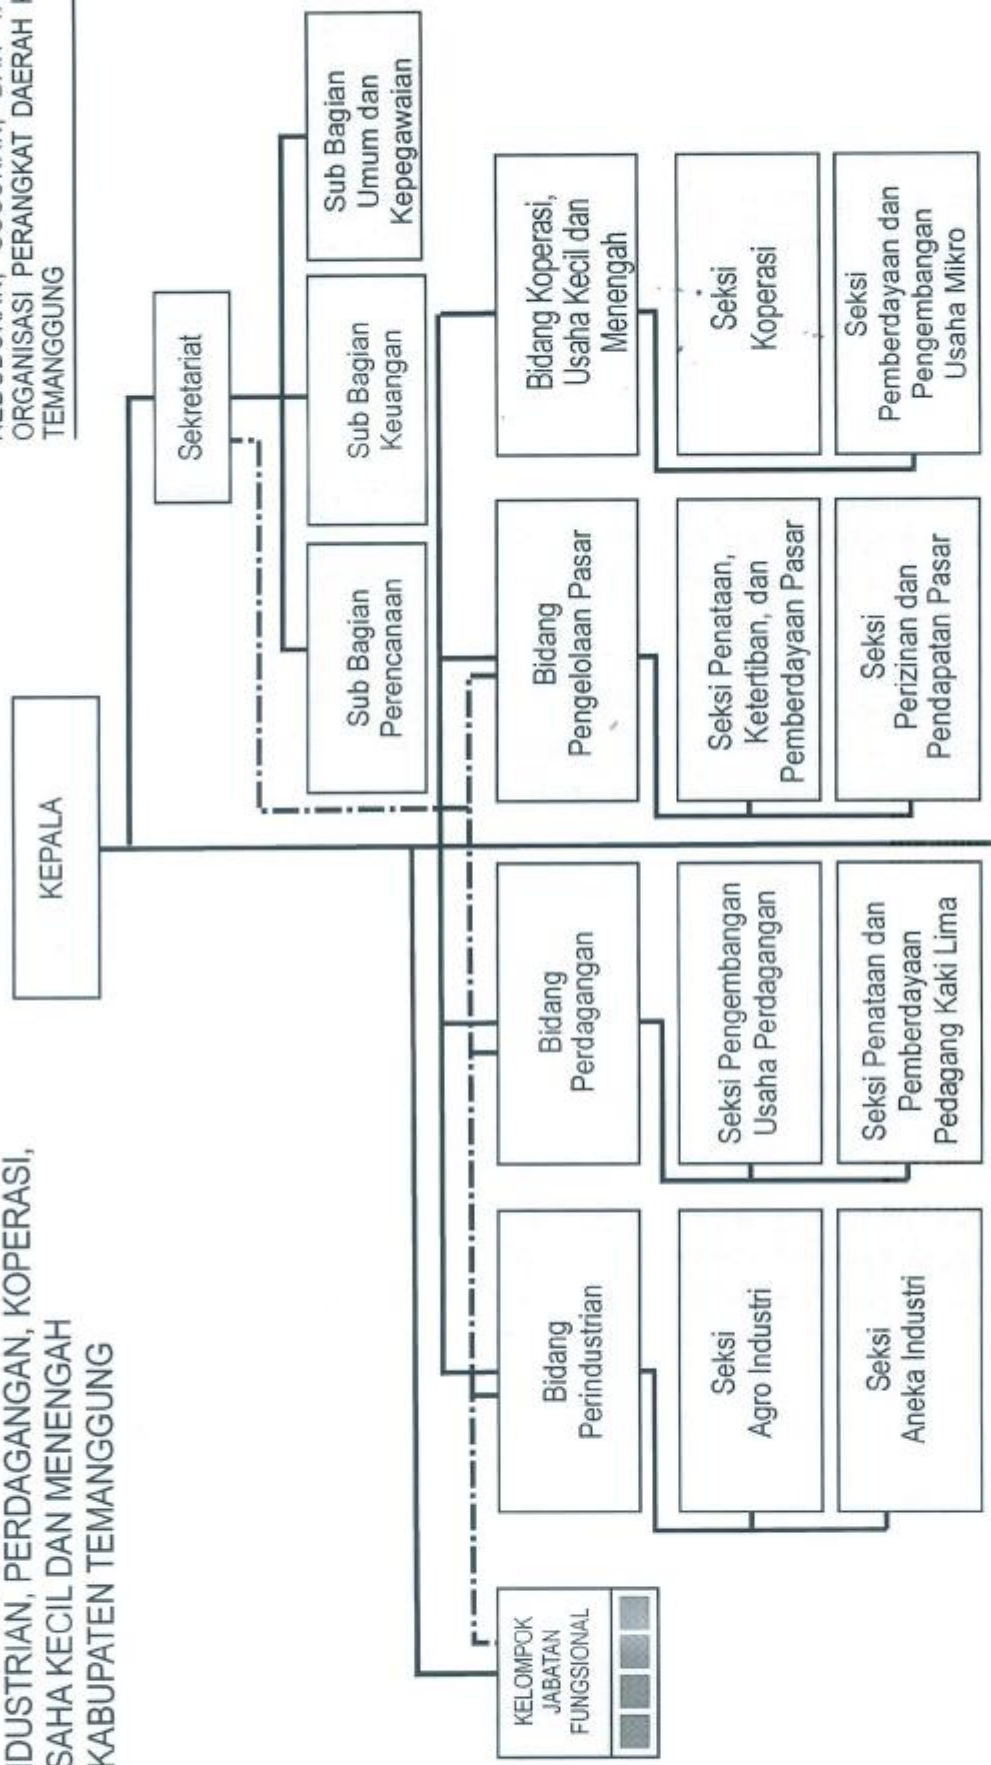 NDUSTRIAN, PERDAGANGAN, KOPERASI,
SAHA KECIL DAN MENENGAH
KABUPATEN TEMANGGUNG
ORGANISASI PERANGKAT DAERAH
TEMANGGUNG
KEPALA
Sekretariat
Sub Bagian
Perencanaan
Sub Bagian
Keuangan
Sub Bagian
Umum dan
Kepegawaian
KELOMPOK
JABATAN
FUNGSIONAL
Bidang
Perindustrian
Bidang
Perdagangan
Bidang
Pengelolaan Pasar
Bidang Koperasi,
Usaha Kecil dan
Menengah
Seksi
Agro Industri
Seksi Pengembangan
Usaha Perdagangan
Seksi Penataan,
Ketertiban, dan
Pemberdayaan Pasar
Seksi
Koperasi
Seksi
Aneka Industri
Seksi Penataan dan
Pemberdayaan
Pedagang Kaki Lima
Seksi
Perizinan dan
Pendapatan Pasar
Seksi
Pemberdayaan dan
Pengembangan
Usaha Mikro